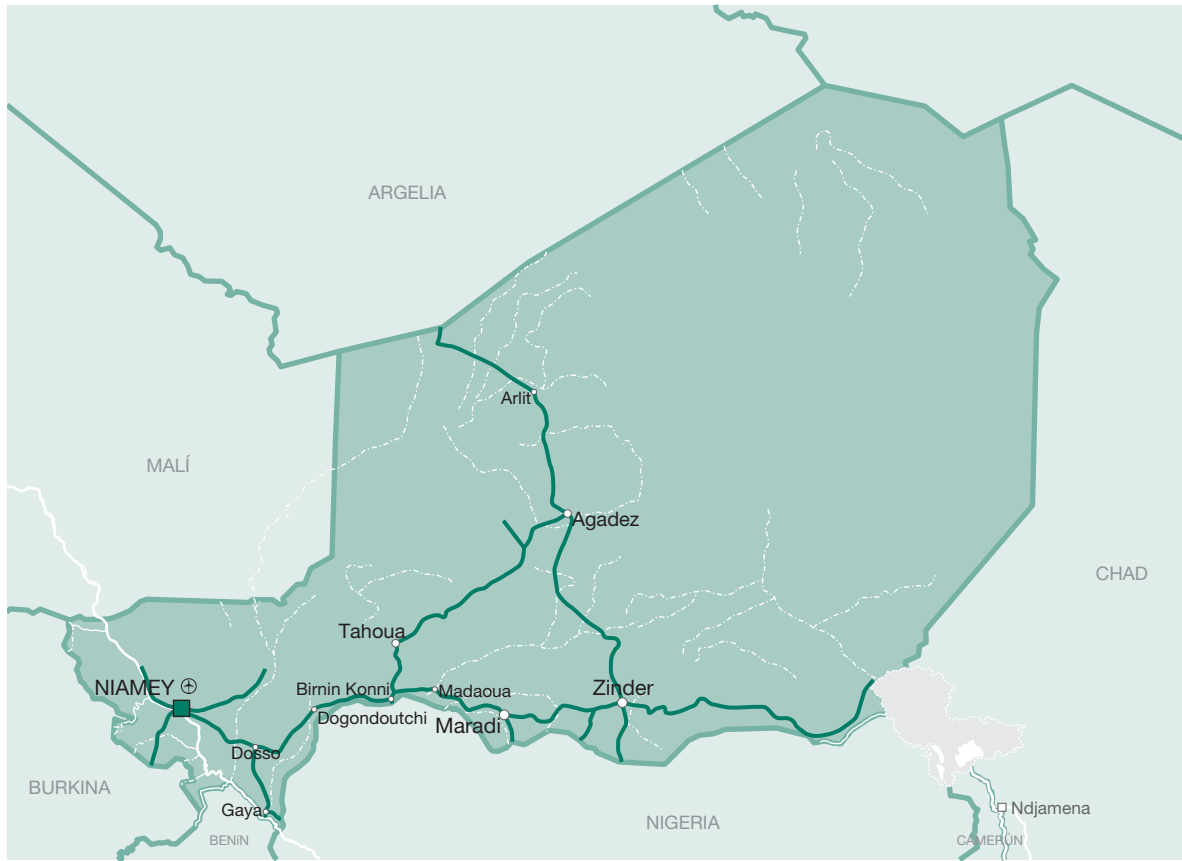 ARGELIA
Arlit
MALÍ
Agadez
CHAD
Tahoua
NIAMEY
Birnin Konni
Madaoua
Zinder
Dogondoutchi
Maradi
Dosso
BURKINA
Gaya
Ndjamena
NIGERIA
BENíN
CAMERÚN